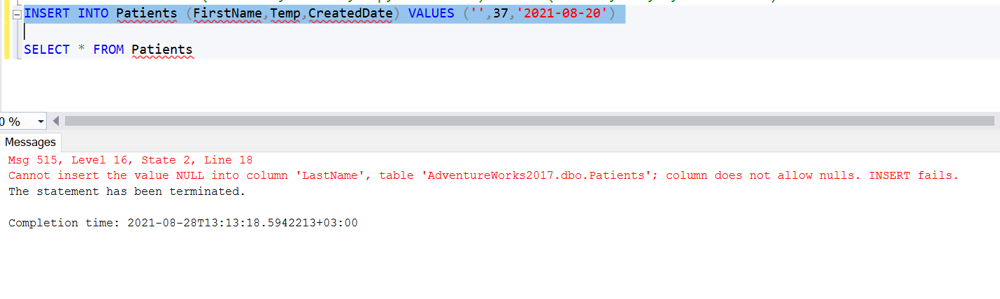 INSERT INTO Patients (FirstName,Temp,CreatedDate) VALUES ('',37,'2021-08-20')
SELECT * FROM Patients
0 %
Messages
Msg 515, Level 16, State 2, Line 18
Cannot insert the value NULL into column 'LastName', table 'AdventureWorks2017.dbo.Patients'; column does not allow nulls. INSERT fails.
The statement has been terminated.
Completion time: 2021-08-28T13:13:18.5942213+03:00